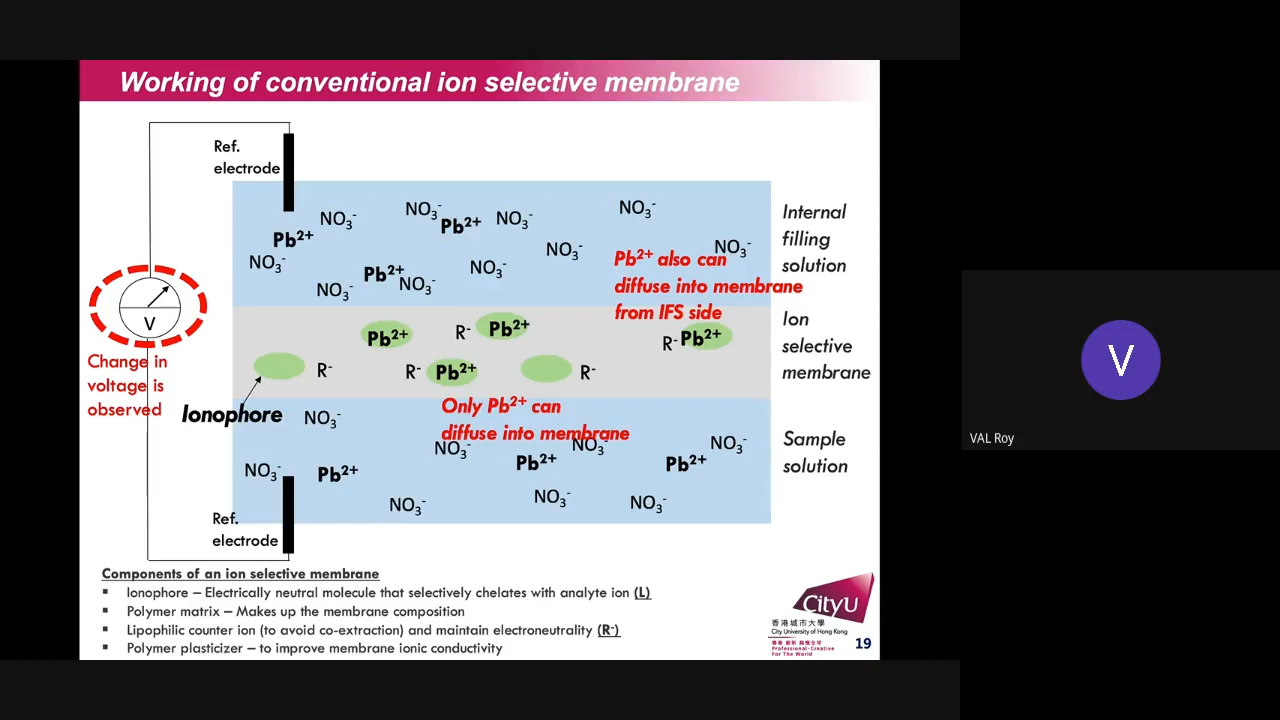 Working of conventional ion selective membrane
Ref.
electrode
NO₃⁻
NO₃⁻
Pb²⁺
NO₃⁻
NO₃⁻
Pb²⁺
NO₃⁻
NO₃⁻
NO₃⁻
Pb²⁺
NO₃⁻
NO₃⁻
NO₃⁻
Internal
filling
solution
Pb²⁺ also can
diffuse into membrane
from IFS side
V
Change in
voltage is
observed
Pb²⁺
R-
Pb²⁺
R-
Pb²⁺
R-
R-
Pb²⁺
R-
Ion
selective
membrane
Ionophore
Only Pb²⁺ can
diffuse into membrane
NO₃⁻
NO₃⁻
NO₃⁻
NO₃⁻
NO₃⁻
Pb²⁺
Pb²⁺
Pb²⁺
NO₃⁻
NO₃⁻
NO₃⁻
Sample
solution
Ref.
electrode
Components of an ion selective membrane
▪ Ionophore – Electrically neutral molecule that selectively chelates with analyte ion (L)
▪ Polymer matrix – Makes up the membrane composition
▪ Lipophilic counter ion (to avoid co-extraction) and maintain electroneutrality (R⁻)
▪ Polymer plasticizer – to improve membrane ionic conductivity
CityU
香港城市大學
City University of Hong Kong
專業 創新 胸懷全球
Professional·Creative
For The World
19
V
VAL Roy